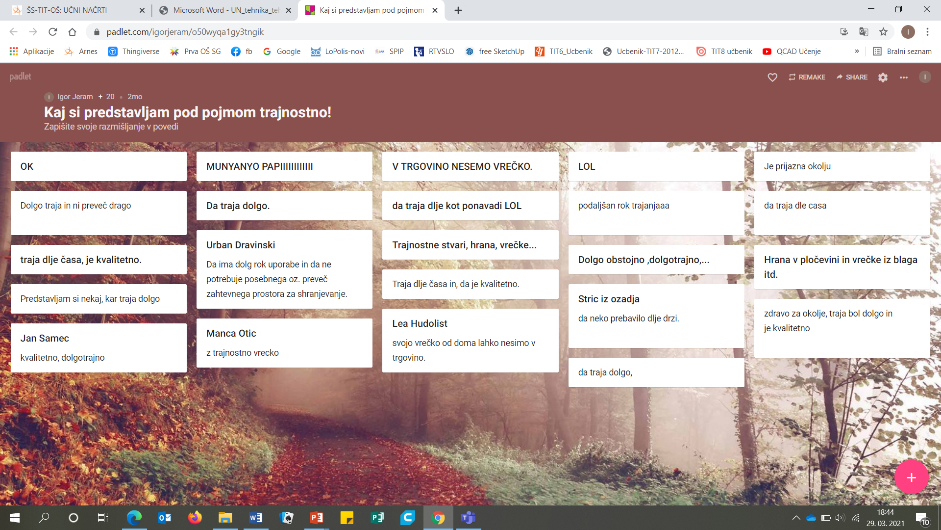 ŠS-TIT-OŠ: UČNI NAČRTI
Microsoft Word - UN_tehnika_teh
Kaj si predstavljam pod pojmom
padlet.com/igorjeram/o50wyqa1gy3tngik
Aplikacije
Arnes
Thingiverse
Prva OŠ SG
fb
Google
LoPolis-novi
SPIP
RTVSLO
free SketchUp
TIT6_Ucbenik
Ucbenik-TIT7-2012...
TIT8 učbenik
QCAD Učenje
»
Bralni seznam
padlet
REMAKE
SHARE
Igor Jeram + 20 • 2mo
Kaj si predstavljam pod pojmom trajnostno!
Zapišite svoje razmišljanje v povedi
OK
Dolgo traja in ni preveč drago
traja dlje časa, je kvalitetno.
Predstavljam si nekaj, kar traja dolgo
Jan Samec
kvalitetno, dolgotrajno
MUNYANYO PAPIIIIIIIIIIII
Da traja dolgo.
Urban Dravinski
Da ima dolg rok uporabe in da ne
potrebuje posebnega oz. preveč
zahtevnega prostora za shranjevanje.
Manca Otic
z trajnostno vrecko
V TRGOVINO NESEMO VREČKO.
da traja dlje kot ponavadi LOL
Trajnostne stvari, hrana, vrečke...
Traja dlje časa in, da je kvalitetno.
Lea Hudolist
svojo vrečko od doma lahko nesimo v
trgovino.
LOL
podaljšan rok trajanjaaa
Dolgo obstojno ,dolgotrajno,...
Stric iz ozadja
da neko prebavilo dlje drzi.
da traja dolgo,
Je prijazna okolju
da traja dle casa
Hrana v pločevini in vrečke iz blaga
itd.
zdravo za okolje, traja bol dolgo in
je kvalitetno
18:44
29. 03. 2021
10